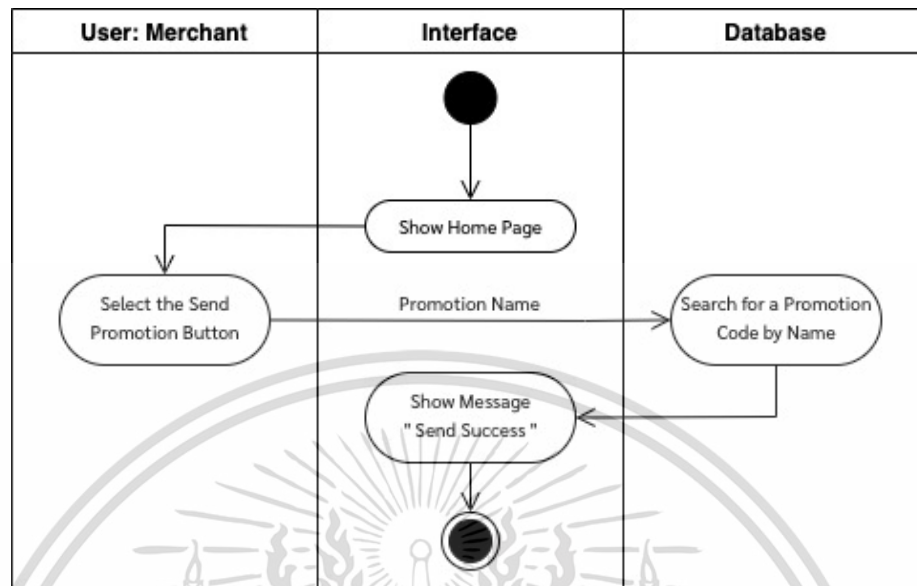 User: Merchant
Interface
Database
Show Home Page
Select the Send
Promotion Button
Promotion Name
Search for a Promotion
Code by Name
Show Message
" Send Success "